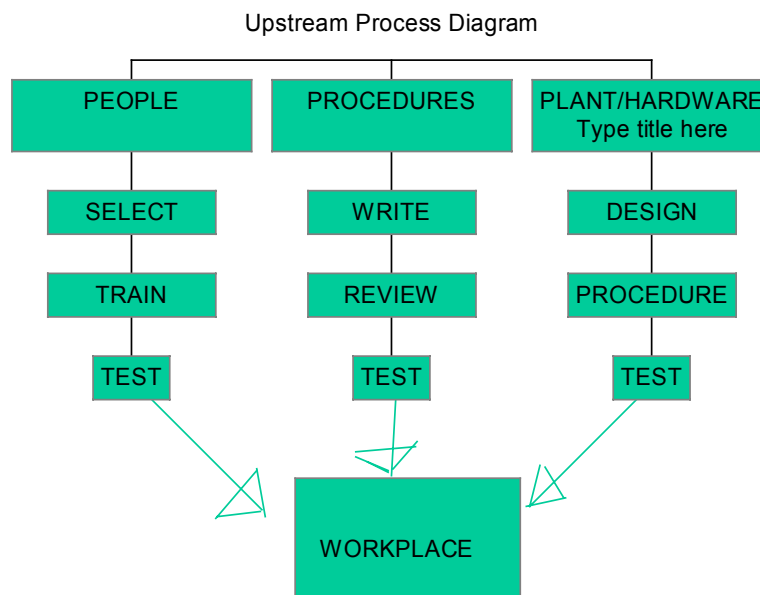 Upstream Process Diagram
PEOPLE
PROCEDURES
PLANT/HARDWARE
Type title here
SELECT
WRITE
DESIGN
TRAIN
REVIEW
PROCEDURE
TEST
TEST
TEST
WORKPLACE